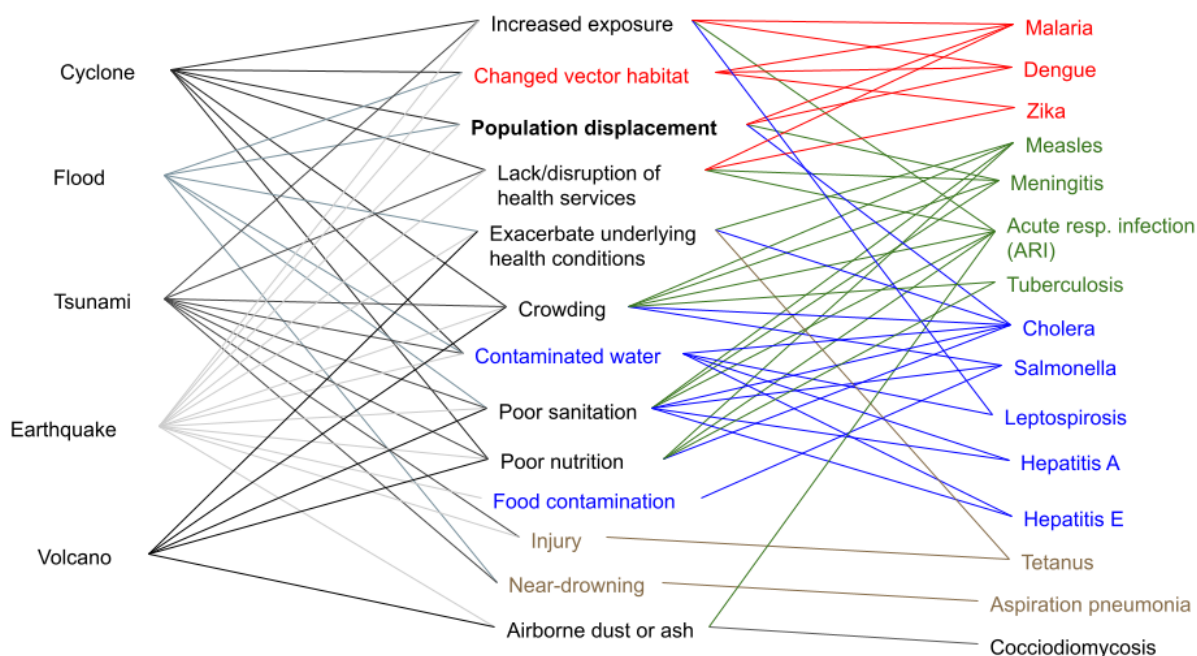 Cyclone
Flood
Tsunami
Earthquake
Volcano
Increased exposure
Changed vector habitat
Population displacement
Lack/disruption of
health services
Exacerbate underlying
health conditions
Crowding
Contaminated water
Poor sanitation
Poor nutrition
Food contamination
Injury
Near-drowning
Airborne dust or ash
Malaria
Dengue
Zika
Measles
Meningitis
Acute resp. infection
(ARI)
Tuberculosis
Cholera
Salmonella
Leptospirosis
Hepatitis A
Hepatitis E
Tetanus
Aspiration pneumonia
Cocciodiomycosis